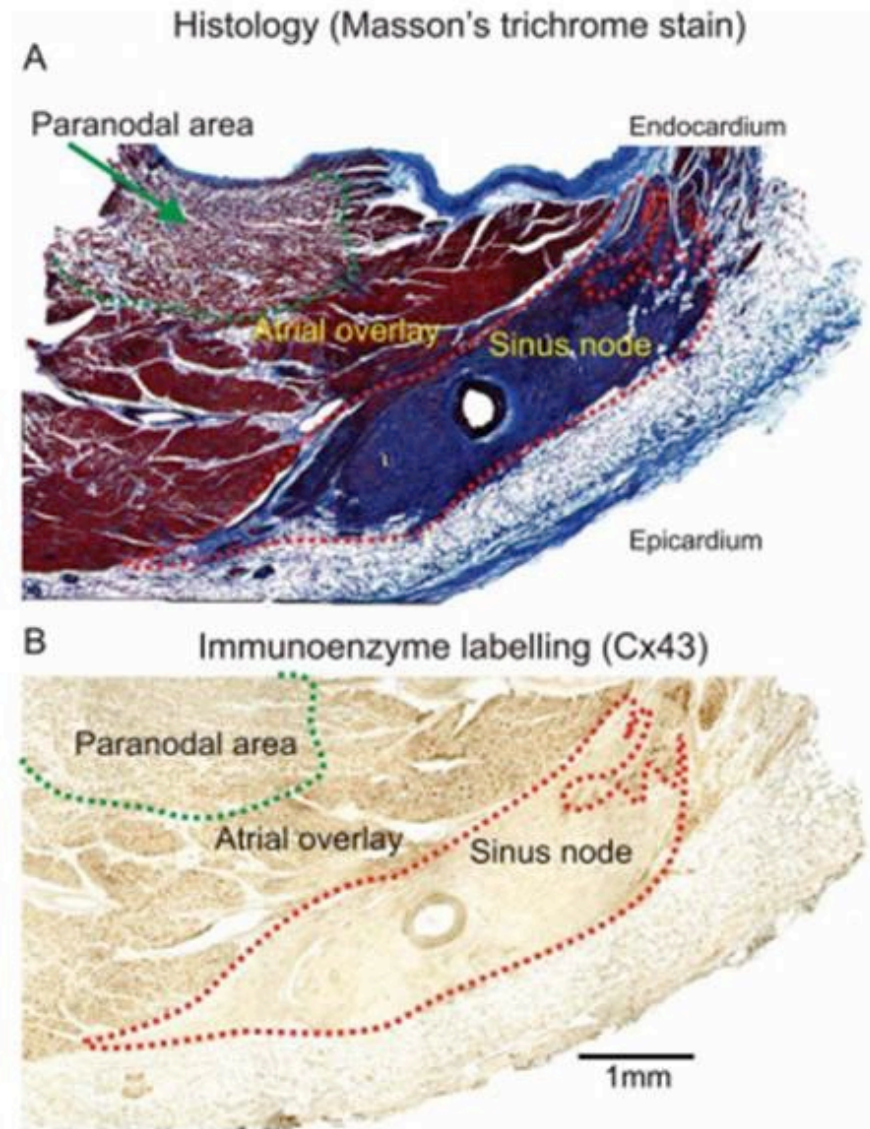 Histology (Masson's trichrome stain)
A
Paranodal area
Endocardium
Atrial overlay
Sinus node
Epicardium
B
Immunoenzyme labelling (Cx43)
Paranodal area
Atrial overlay
Sinus node
1mm